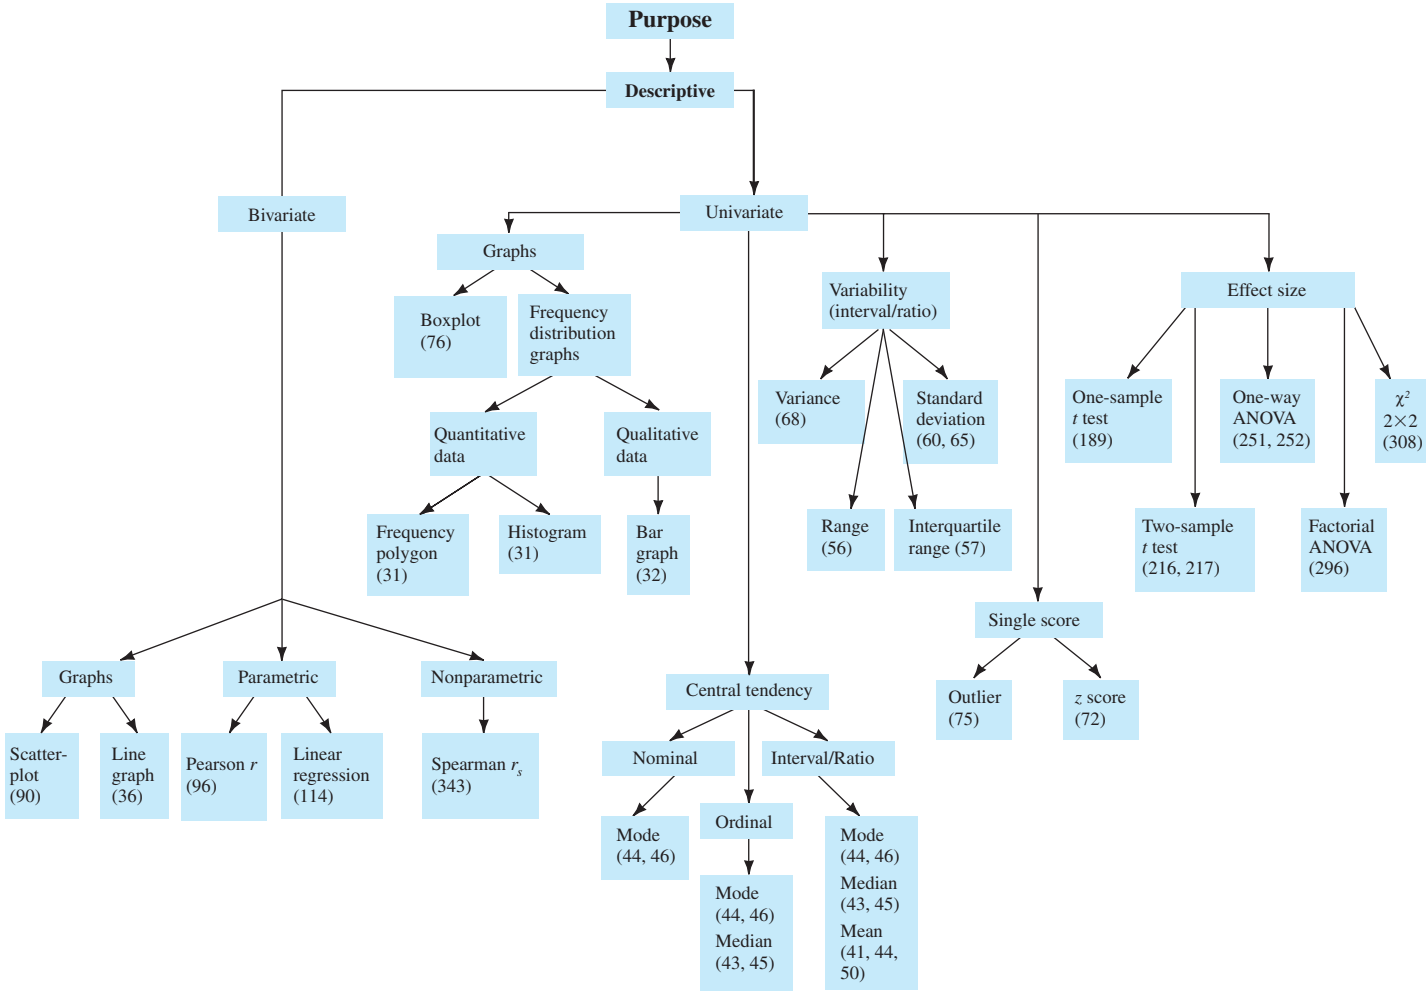 Purpose
Descriptive
Bivariate
Univariate
Graphs
Boxplot
(76)
Frequency
distribution
graphs
Quantitative
data
Qualitative
data
Frequency
polygon
(31)
Histogram
(31)
Bar
graph
(32)
Variability
(interval/ratio)
Variance
(68)
Standard
deviation
(60, 65)
Range
(56)
Interquartile
range (57)
Effect size
One-sample
t test
(189)
One-way
ANOVA
(251, 252)
χ²
2×2
(308)
Two-sample
t test
(216, 217)
Factorial
ANOVA
(296)
Single score
Outlier
(75)
z score
(72)
Graphs
Parametric
Nonparametric
Scatter-
plot
(90)
Line
graph
(36)
Pearson r
(96)
Linear
regression
(114)
Spearman rₛ
(343)
Central tendency
Nominal
Interval/Ratio
Ordinal
Mode
(44, 46)
Mode
(44, 46)
Median
(43, 45)
Mode
(44, 46)
Median
(43, 45)
Mean
(41, 44,
50)